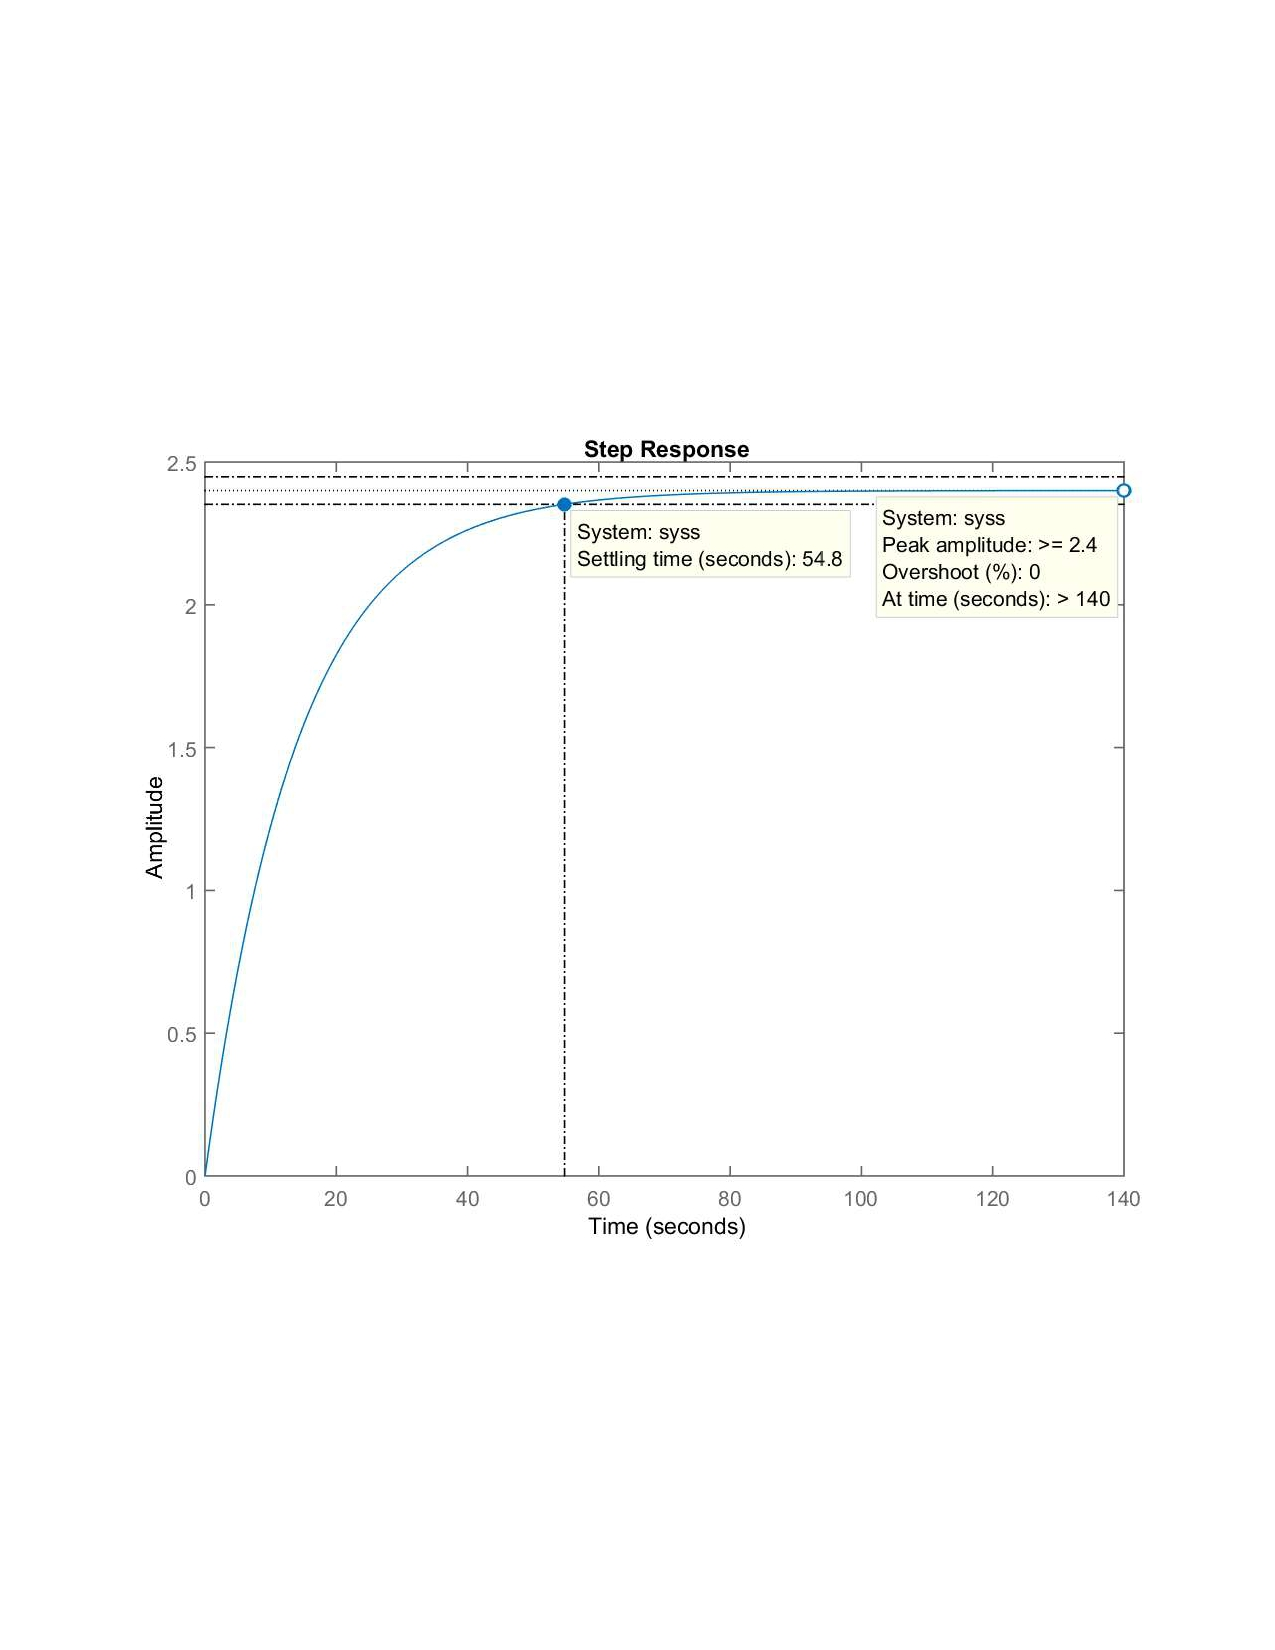 Step Response
2.5
2
1.5
1
0.5
0
Amplitude
System: syss
Settling time (seconds): 54.8
System: syss
Peak amplitude: >= 2.4
Overshoot (%): 0
At time (seconds): > 140
0 20 40 60 80 100 120 140
Time (seconds)